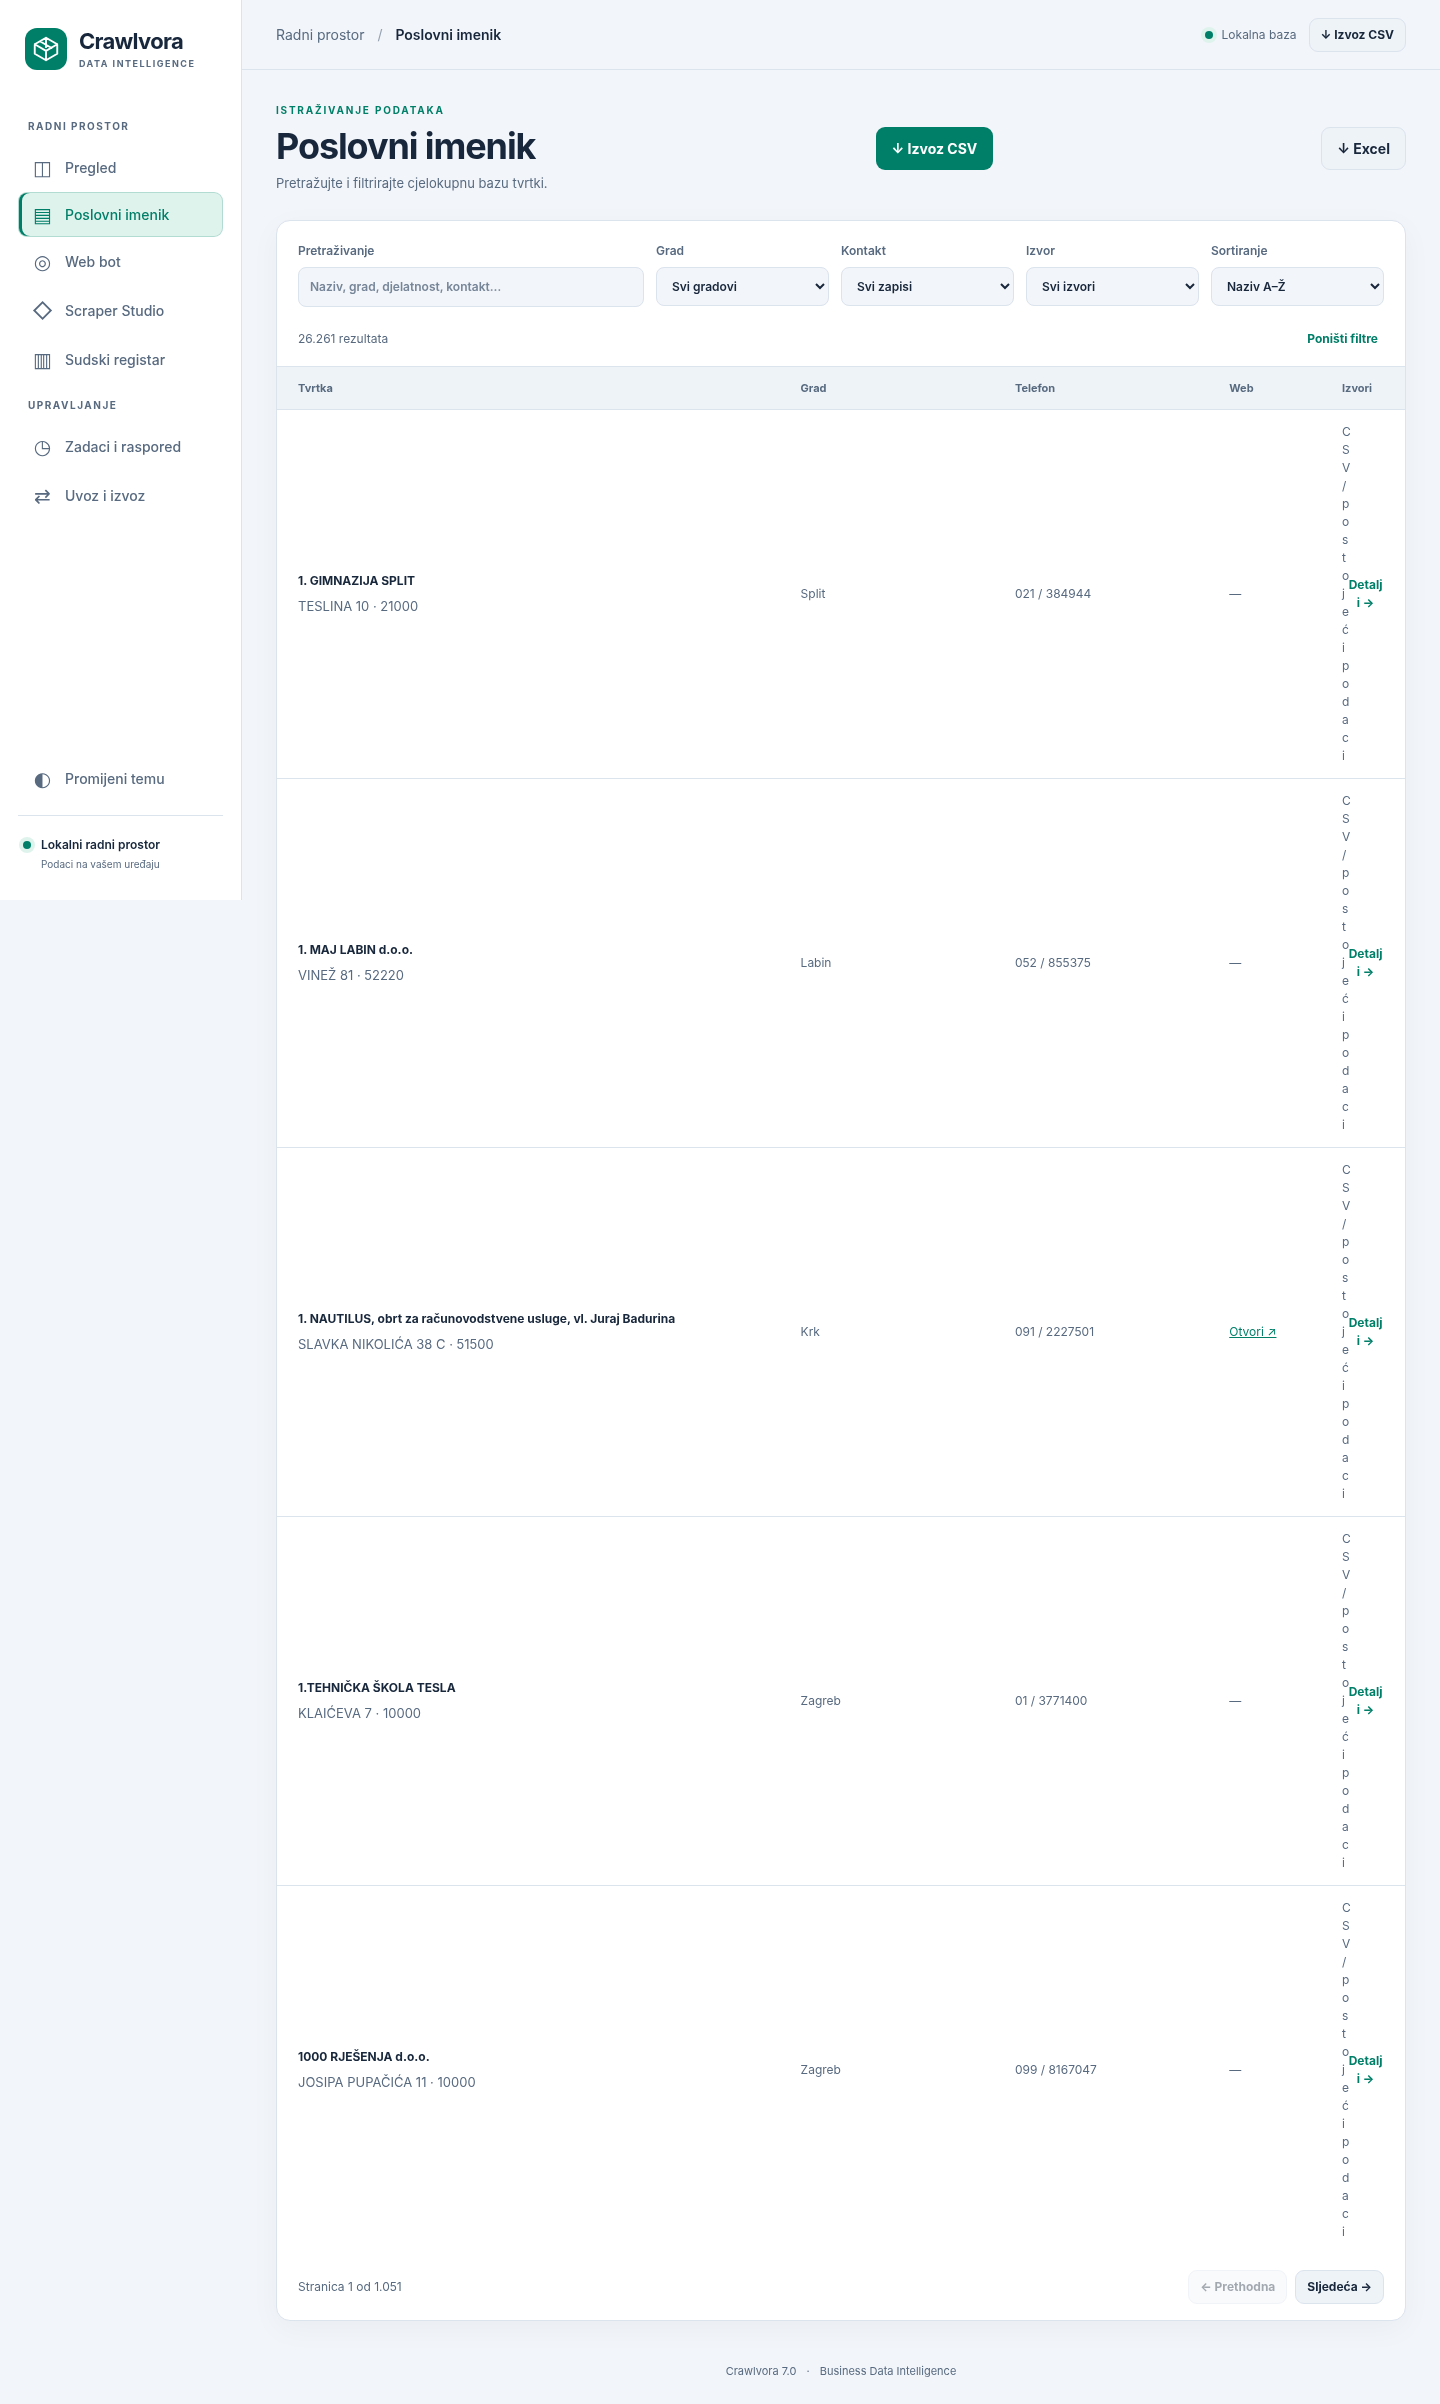 Crawlvora
DATA INTELLIGENCE
RADNI PROSTOR
Pregled
Poslovni imenik
Web bot
Scraper Studio
Sudski registar
UPRAVLJANJE
Zadaci i raspored
Uvoz i izvoz
Promijeni temu
Lokalni radni prostor
Podaci na vašem uređaju
Radni prostor / Poslovni imenik
Lokalna baza
↓ Izvoz CSV
ISTRAŽIVANJE PODATAKA
Poslovni imenik
Pretražujte i filtrirajte cjelokupnu bazu tvrtki.
↓ Izvoz CSV
↓ Excel
Pretraživanje
Naziv, grad, djelatnost, kontakt...
Grad
Svi gradovi
Kontakt
Svi zapisi
Izvor
Svi izvori
Sortiranje
Naziv A–Ž
26.261 rezultata
Poništi filtre
Tvrtka Grad Telefon Web Izvori
1. GIMNAZIJA SPLIT
TESLINA 10 · 21000
Split
021 / 384944
—
CSV/postojeći podaci
Detalji →
1. MAJ LABIN d.o.o.
VINEŽ 81 · 52220
Labin
052 / 855375
—
CSV/postojeći podaci
Detalji →
1. NAUTILUS, obrt za računovodstvene usluge, vl. Juraj Badurina
SLAVKA NIKOLIĆA 38 C · 51500
Krk
091 / 2227501
Otvori ↗
CSV/postojeći podaci
Detalji →
1.TEHNIČKA ŠKOLA TESLA
KLAIĆEVA 7 · 10000
Zagreb
01 / 3771400
—
CSV/postojeći podaci
Detalji →
1000 RJEŠENJA d.o.o.
JOSIPA PUPAČIĆA 11 · 10000
Zagreb
099 / 8167047
—
CSV/postojeći podaci
Detalji →
Stranica 1 od 1.051
← Prethodna
Sljedeća →
Crawlvora 7.0 · Business Data Intelligence